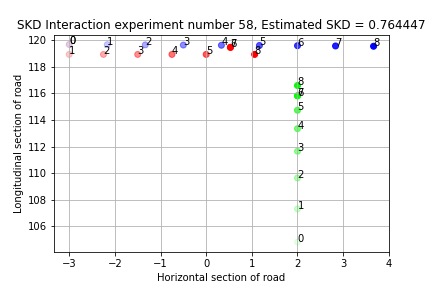 SKD Interaction experiment number 58, Estimated SKD = 0.764447
Longitudinal section of road
120
118
116
114
112
110
108
106
0 1 2 3 4 5 6 7 8
0 1 2 3 4 5 8
8
6
5
4
3
2
1
0
−3 −2 −1 0 1 2 3 4
Horizontal section of road